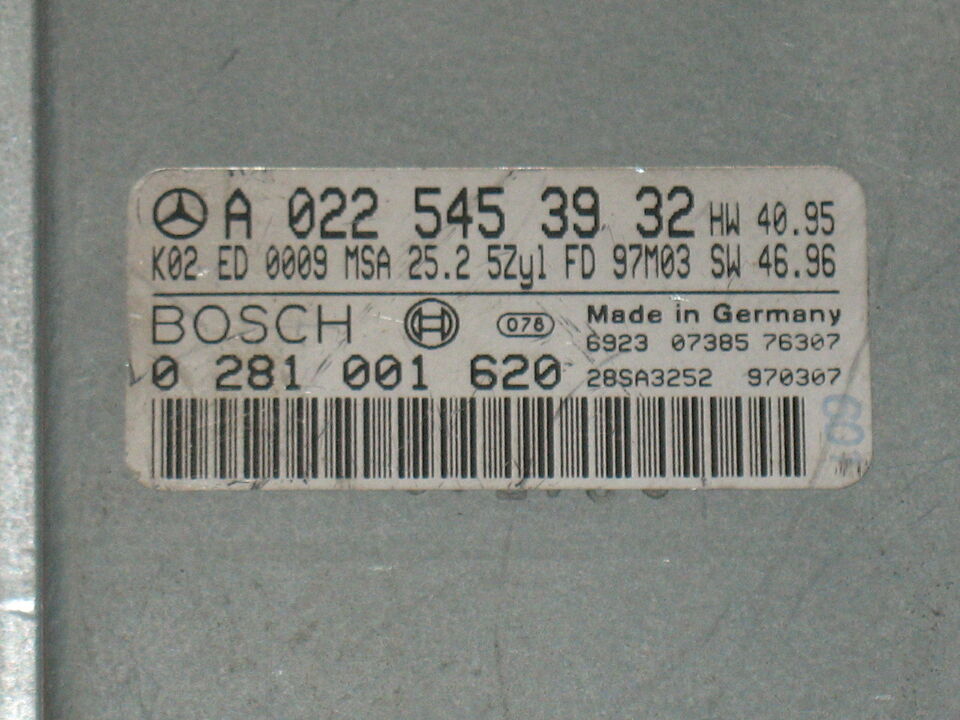 A 022 545 39 32 HW 40.95
K02 ED 0009 MSA 25.2 5Zyl FD 97M03 SW 46.96
BOSCH 078 Made in Germany
6923 07385 76307
0 281 001 620 28SA3252 970307